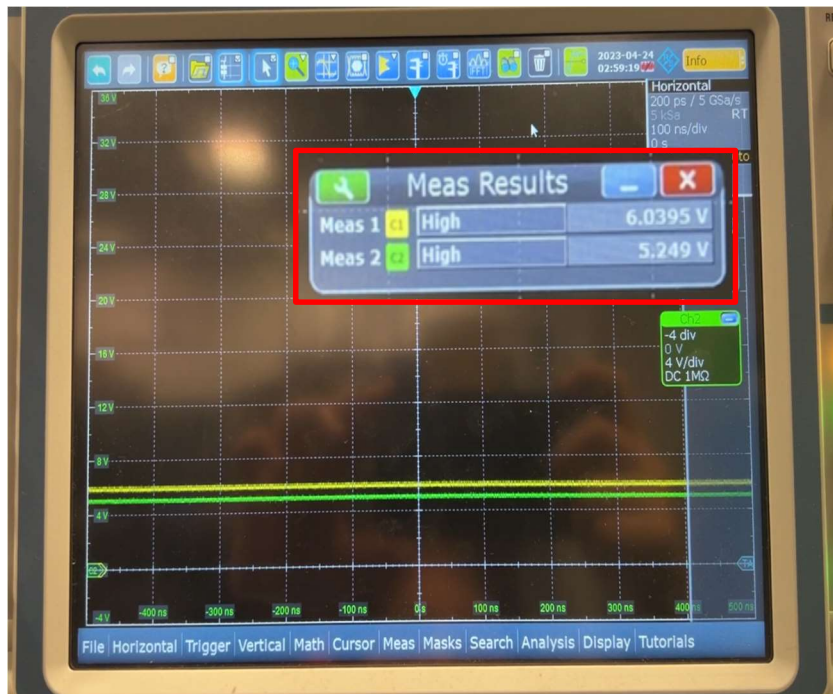 2023-04-24
02:59:19
Info
Horizontal
200 ps / 5 GSa/s
5 kSa RT
100 ns/div
0 s
Meas Results
Meas 1 C1 High 6.0395 V
Meas 2 C2 High 5.249 V
Ch2
-4 div
0 V
4 V/div
DC 1MΩ
36 V
32 V
28 V
24 V
20 V
16 V
12 V
8 V
4 V
-4 V
-400 ns
-300 ns
-200 ns
-100 ns
0 s
100 ns
200 ns
300 ns
400 ns
500 ns
File Horizontal Trigger Vertical Math Cursor Meas Masks Search Analysis Display Tutorials